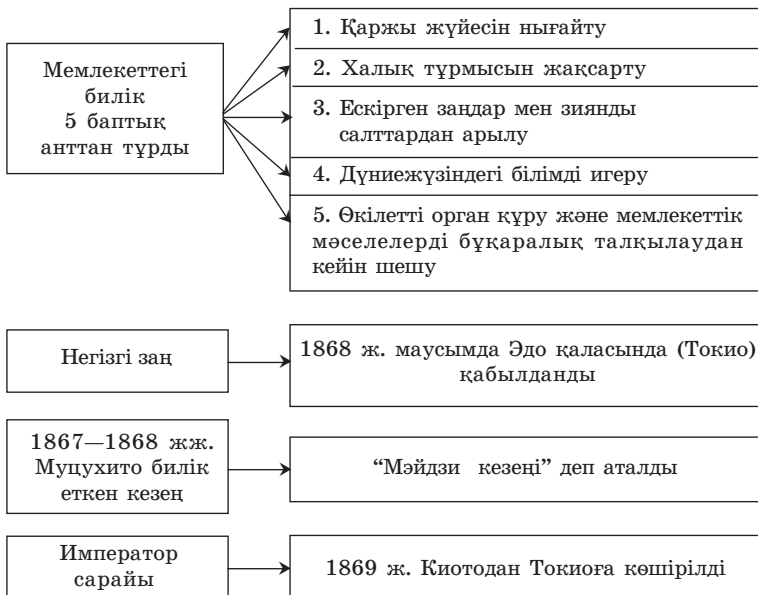 Мемлекеттегі
билік
5 баптық
анттан тұрды
1. Қаржы жүйесін нығайту
2. Халық тұрмысын жақсарту
3. Ескірген заңдар мен зиянды
салттардан арылу
4. Дүниежүзіндегі білімді игеру
5. Өкілетті орган құру және мемлекеттік
мәселелерді бұқаралық талқылаудан
кейін шешу
Негізгі заң
1868 ж. маусымда Эдо қаласында (Токио)
қабылданды
1867—1868 жж.
Муцухито билік
еткен кезең
“Мэйдзи кезеңі” деп аталды
Император
сарайы
1869 ж. Киотодан Токиоға көшірілді